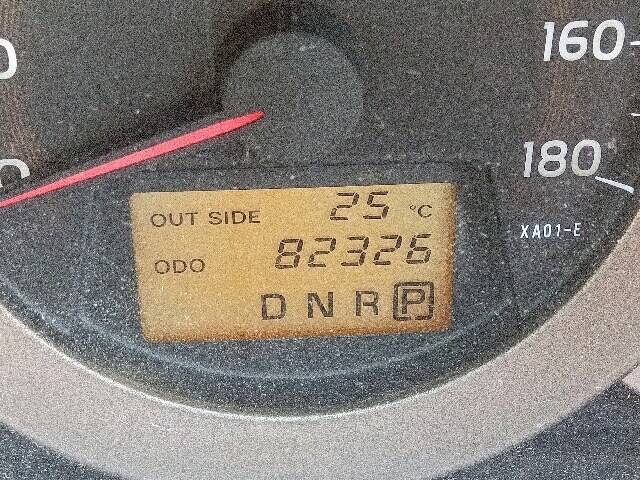 160
180
XA01-E
OUT SIDE 25 °C
ODO 82326
D N R P